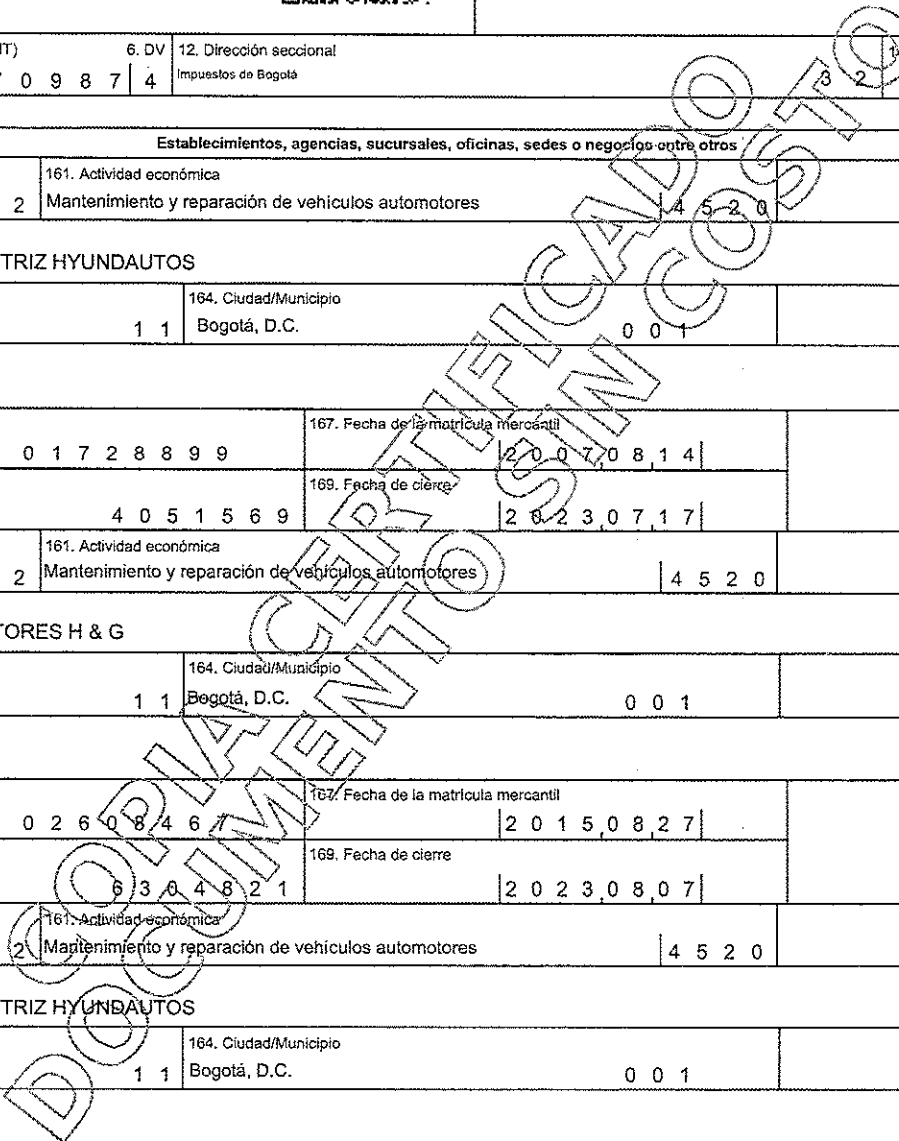 IT) 6. DV 12. Dirección seccional
0 9 8 7 4 Impuestos de Bogotá 3 2
Establecimientos, agencias, sucursales, oficinas, sedes o negocios entre otros
161. Actividad económica
2 Mantenimiento y reparación de vehículos automotores 4 5 2 0
TRIZ HYUNDAUTOS
164. Ciudad/Municipio
1 1 Bogotá, D.C. 0 0 1
167. Fecha de la matrícula mercantil
0 1 7 2 8 8 9 9 2 0 0 7 0 8 1 4
169. Fecha de cierre
4 0 5 1 5 6 9 2 0 2 3 0 7 1 7
161. Actividad económica
2 Mantenimiento y reparación de vehículos automotores 4 5 2 0
TORES H & G
164. Ciudad/Municipio
1 1 Bogotá, D.C. 0 0 1
167. Fecha de la matrícula mercantil
0 2 6 0 8 4 6 7 2 0 1 5 0 8 2 7
169. Fecha de cierre
6 3 0 4 8 2 1 2 0 2 3 0 8 0 7
161. Actividad económica
2 Mantenimiento y reparación de vehículos automotores 4 5 2 0
TRIZ HYUNDAUTOS
164. Ciudad/Municipio
1 1 Bogotá, D.C. 0 0 1
COPIA CERTIFICADO
DOCUMENTO SIN COSTO